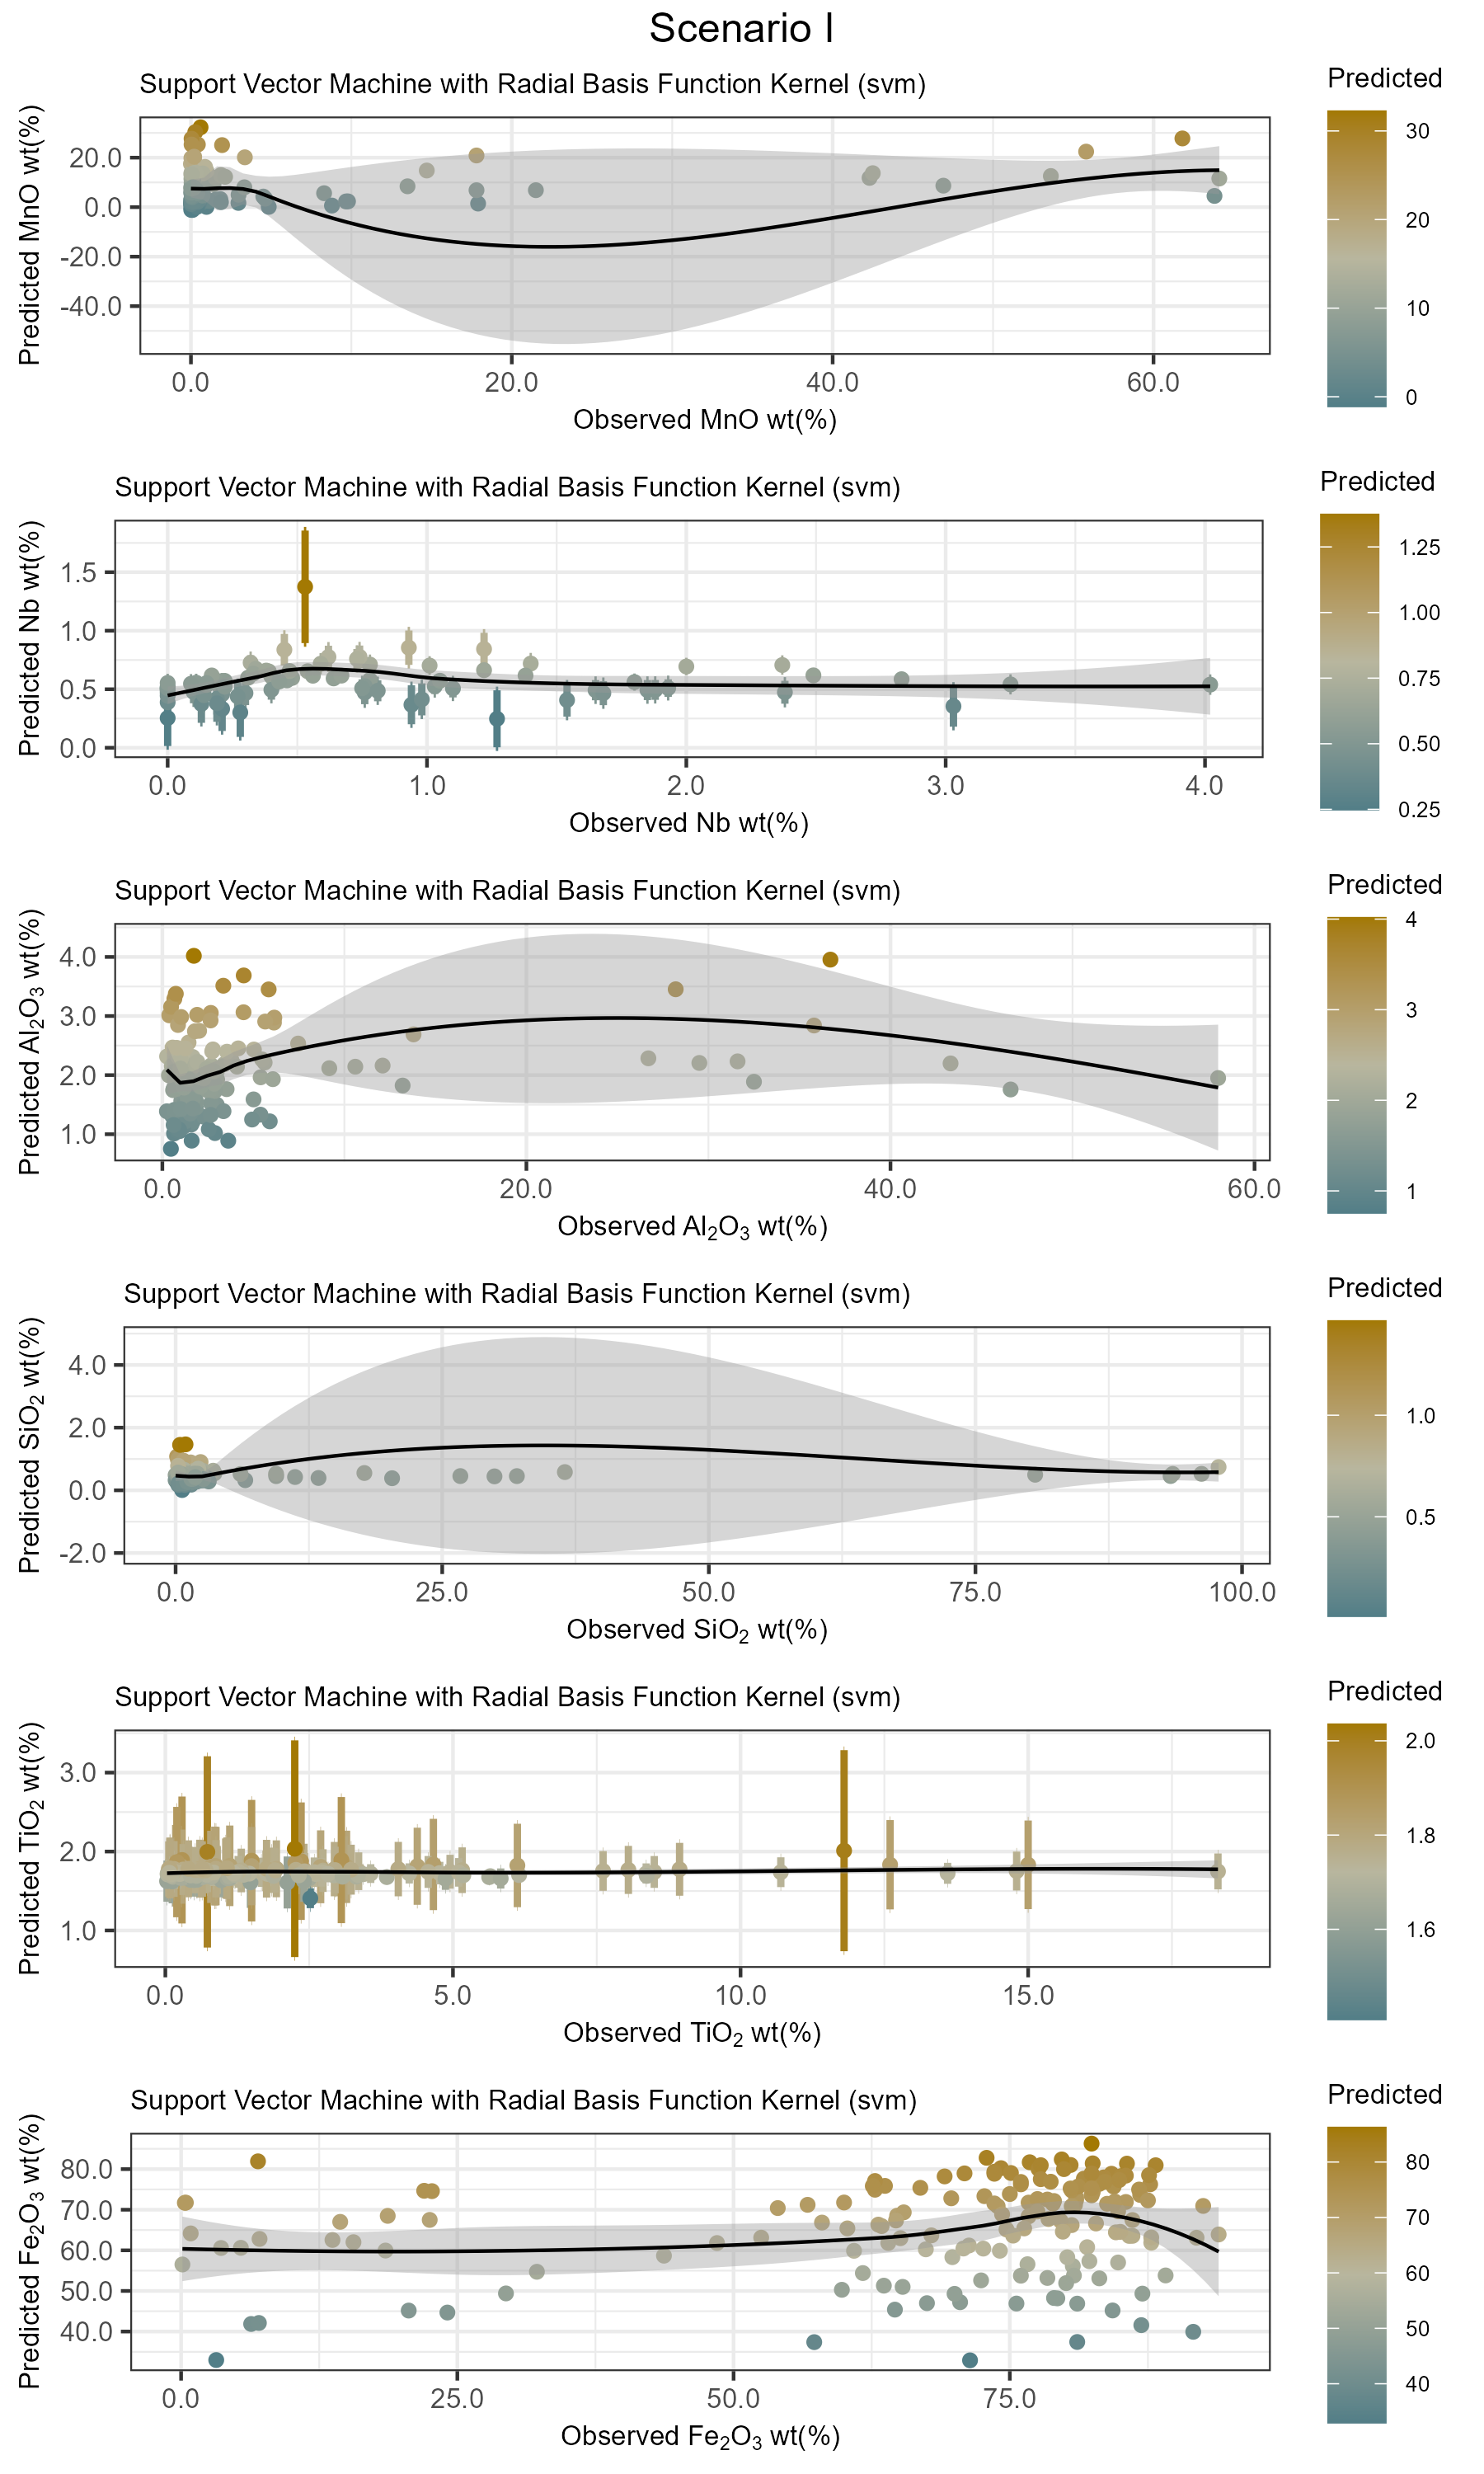 Scenario I
Support Vector Machine with Radial Basis Function Kernel (svm)
Predicted MnO wt(%)
20.0
0.0
-20.0
-40.0
0.0 20.0 40.0 60.0
Observed MnO wt(%)
Predicted
30
20
10
0
Support Vector Machine with Radial Basis Function Kernel (svm)
Predicted Nb wt(%)
1.5
1.0
0.5
0.0
0.0 1.0 2.0 3.0 4.0
Observed Nb wt(%)
Predicted
1.25
1.00
0.75
0.50
0.25
Support Vector Machine with Radial Basis Function Kernel (svm)
Predicted Al₂O₃ wt(%)
4.0
3.0
2.0
1.0
0.0 20.0 40.0 60.0
Observed Al₂O₃ wt(%)
Predicted
4
3
2
1
Support Vector Machine with Radial Basis Function Kernel (svm)
Predicted SiO₂ wt(%)
4.0
2.0
0.0
-2.0
0.0 25.0 50.0 75.0 100.0
Observed SiO₂ wt(%)
Predicted
1.0
0.5
Support Vector Machine with Radial Basis Function Kernel (svm)
Predicted TiO₂ wt(%)
3.0
2.0
1.0
0.0 5.0 10.0 15.0
Observed TiO₂ wt(%)
Predicted
2.0
1.8
1.6
Support Vector Machine with Radial Basis Function Kernel (svm)
Predicted Fe₂O₃ wt(%)
80.0
70.0
60.0
50.0
40.0
0.0 25.0 50.0 75.0
Observed Fe₂O₃ wt(%)
Predicted
80
70
60
50
40